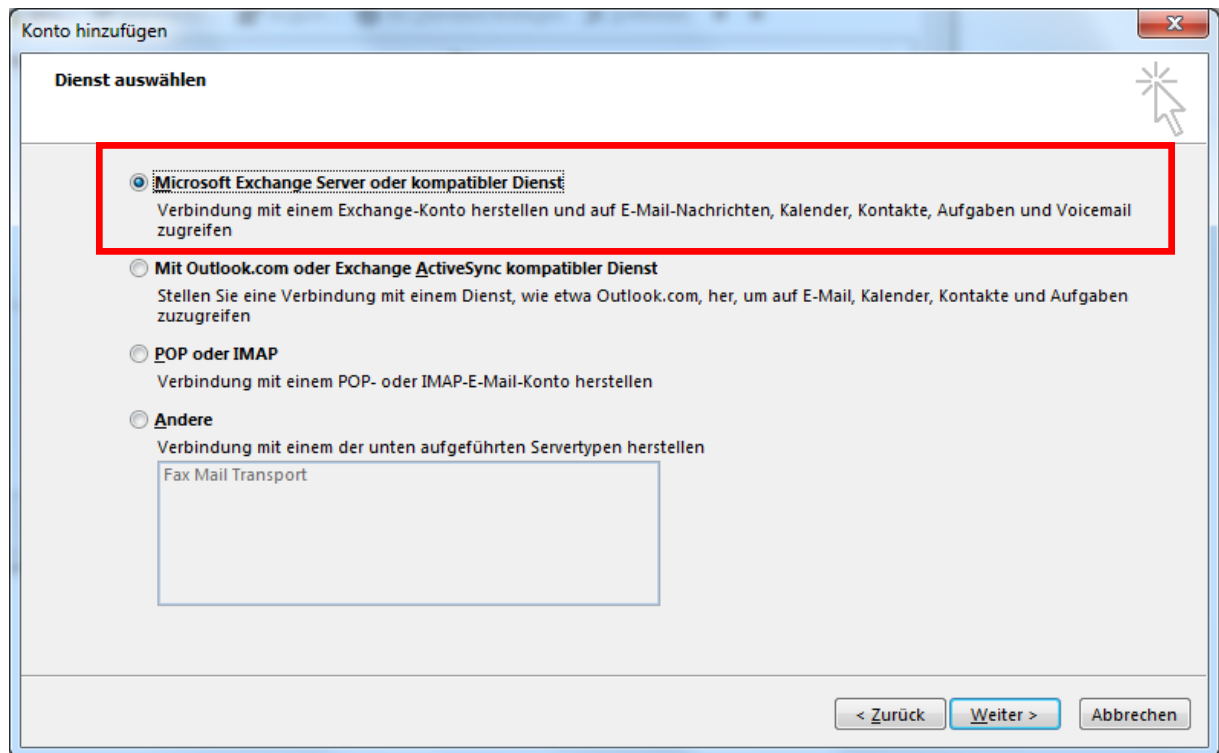 Konto hinzufügen
Dienst auswählen
Microsoft Exchange Server oder kompatibler Dienst
Verbindung mit einem Exchange-Konto herstellen und auf E-Mail-Nachrichten, Kalender, Kontakte, Aufgaben und Voicemail
zugreifen
Mit Outlook.com oder Exchange ActiveSync kompatibler Dienst
Stellen Sie eine Verbindung mit einem Dienst, wie etwa Outlook.com, her, um auf E-Mail, Kalender, Kontakte und Aufgaben
zuzugreifen
POP oder IMAP
Verbindung mit einem POP- oder IMAP-E-Mail-Konto herstellen
Andere
Verbindung mit einem der unten aufgeführten Servertypen herstellen
Fax Mail Transport
< Zurück Weiter > Abbrechen